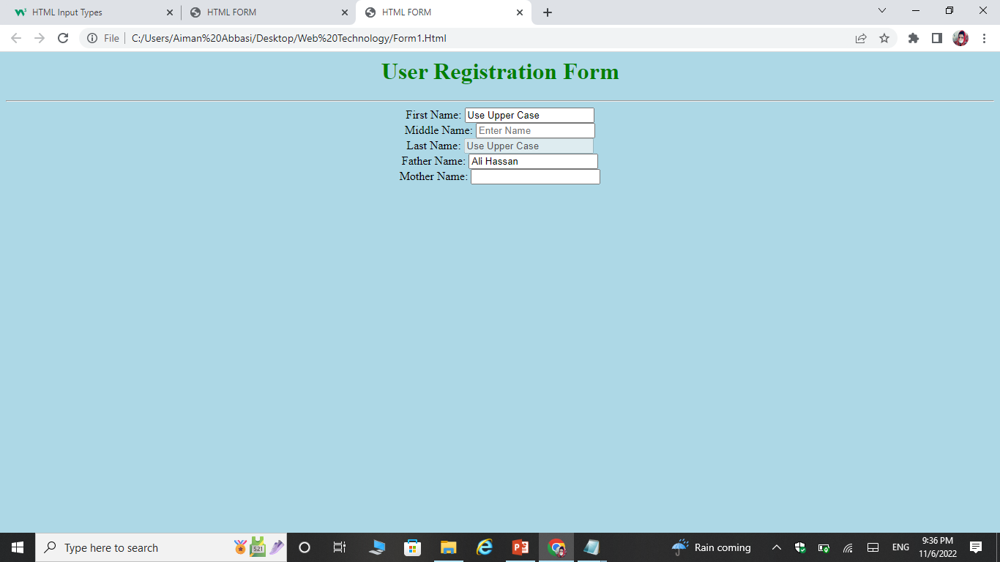 HTML Input Types
HTML FORM
HTML FORM
File C:/Users/Aiman%20Abbasi/Desktop/Web%20Technology/Form1.Html
User Registration Form
First Name: Use Upper Case
Middle Name: Enter Name
Last Name: Use Upper Case
Father Name: Ali Hassan
Mother Name:
Type here to search
521
Rain coming
ENG
9:36 PM
11/6/2022